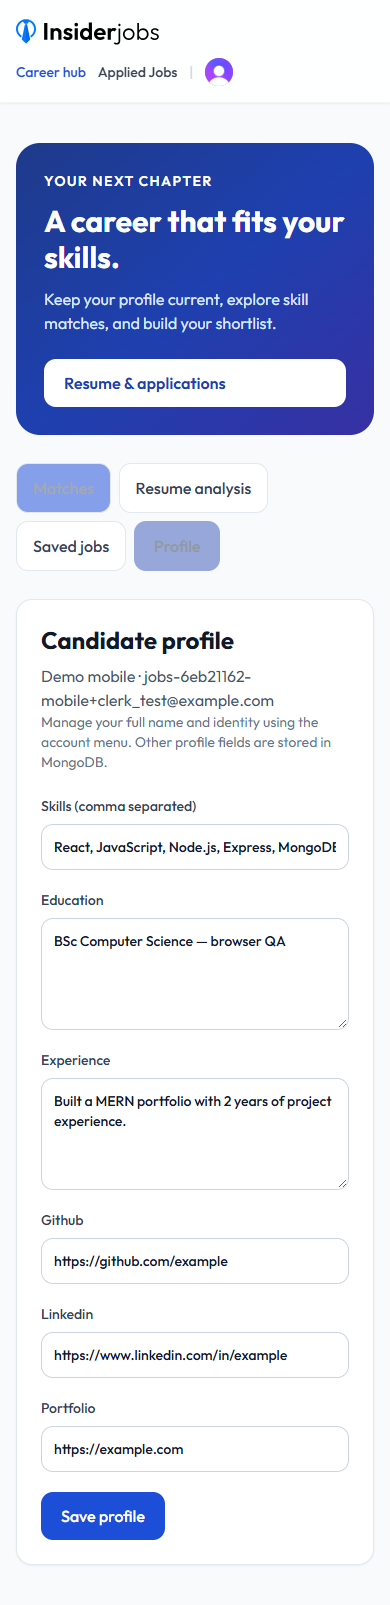 Insiderjobs
Career hub Applied Jobs |
YOUR NEXT CHAPTER
A career that fits your
skills.
Keep your profile current, explore skill
matches, and build your shortlist.
Resume & applications
Matches Resume analysis
Saved jobs Profile
Candidate profile
Demo mobile · jobs-6eb21162-
mobile+clerk_test@example.com
Manage your full name and identity using the
account menu. Other profile fields are stored in
MongoDB.
Skills (comma separated)
React, JavaScript, Node.js, Express, MongoDB
Education
BSc Computer Science — browser QA
Experience
Built a MERN portfolio with 2 years of project
experience.
Github
https://github.com/example
Linkedin
https://www.linkedin.com/in/example
Portfolio
https://example.com
Save profile